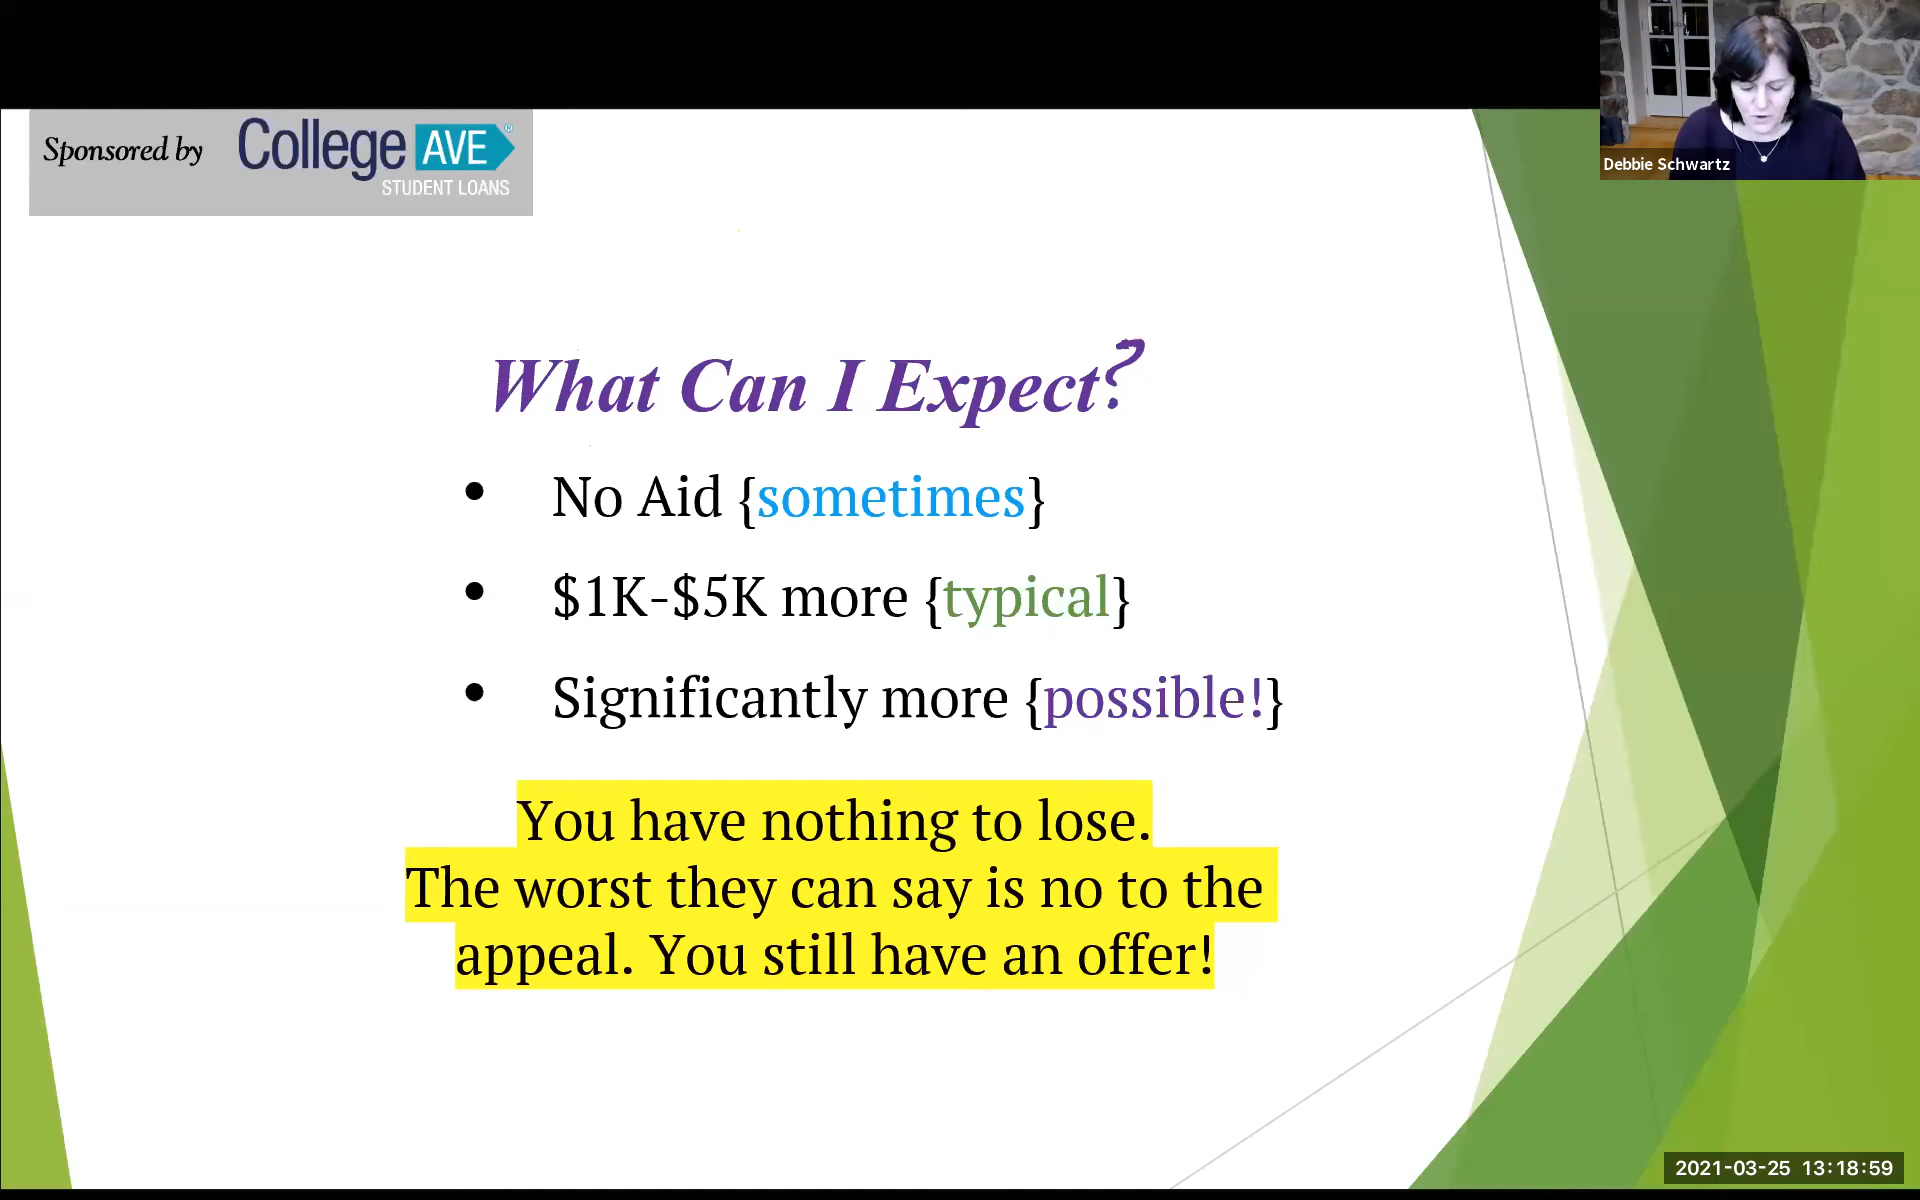 Sponsored by College AVE®
STUDENT LOANS
Debbie Schwartz
What Can I Expect?
• No Aid {sometimes}
• $1K-$5K more {typical}
• Significantly more {possible!}
You have nothing to lose.
The worst they can say is no to the
appeal. You still have an offer!
2021-03-25 13:18:59